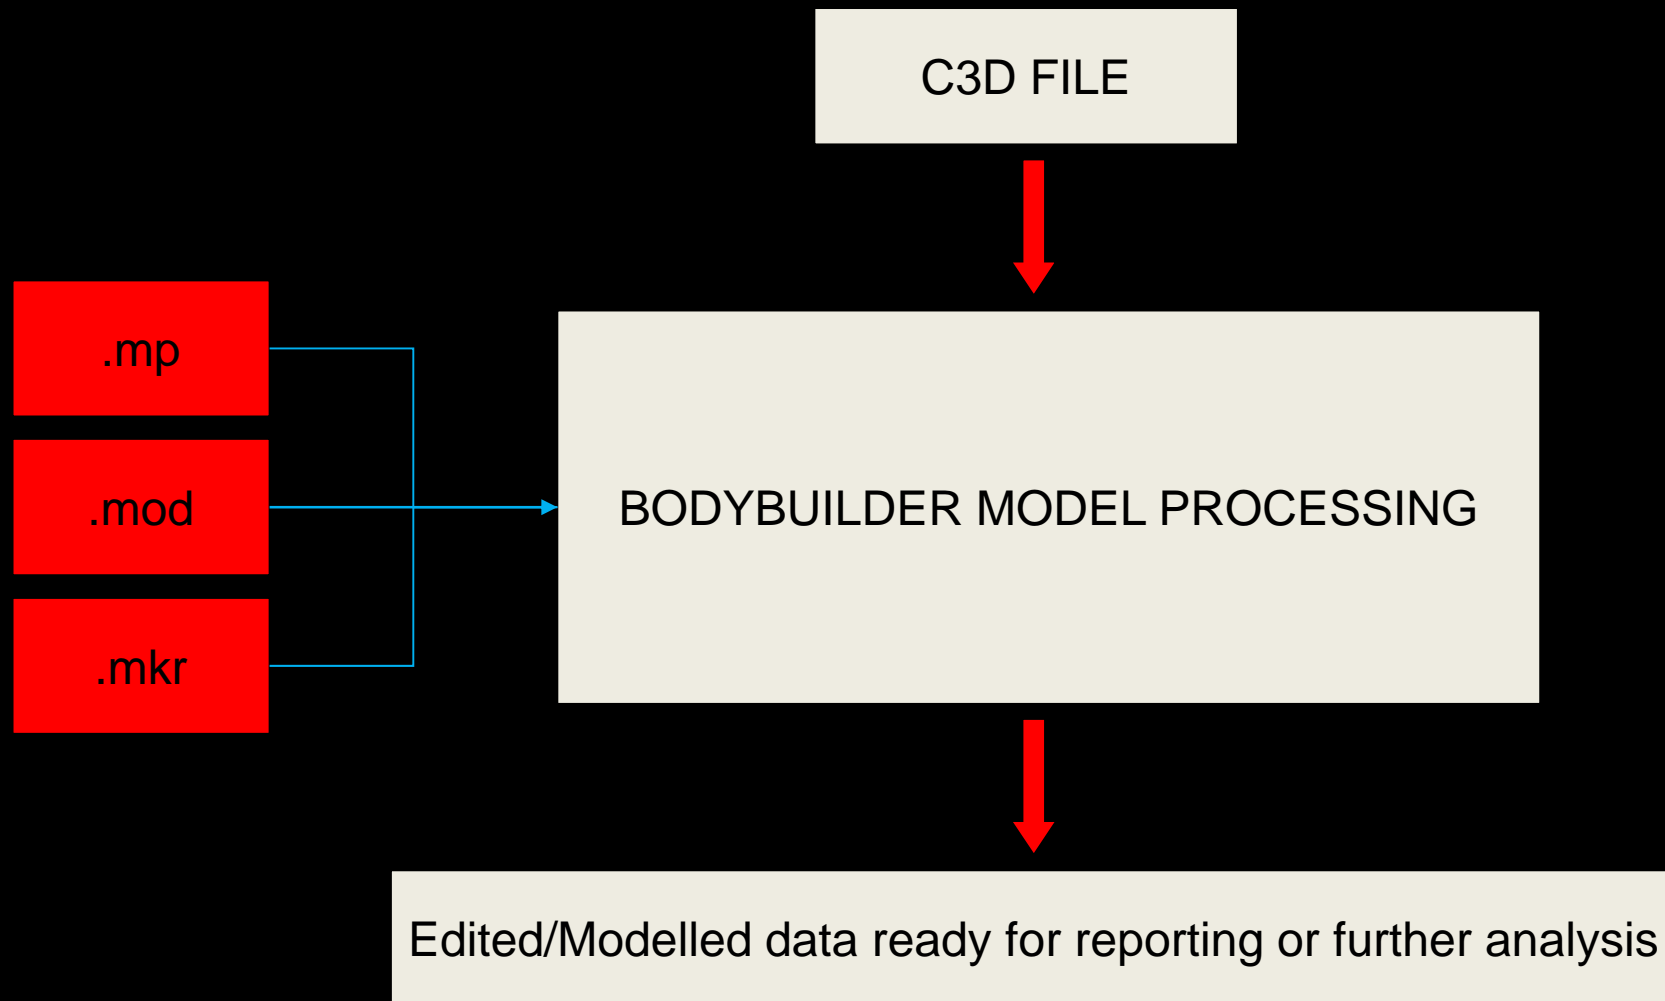 C3D FILE
.mp
.mod
BODYBUILDER MODEL PROCESSING
.mkr
Edited/Modelled data ready for reporting or further analysis